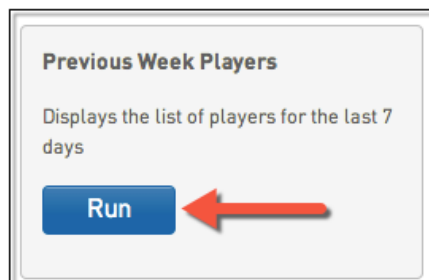 Previous Week Players
Displays the list of players for the last 7
days
Run